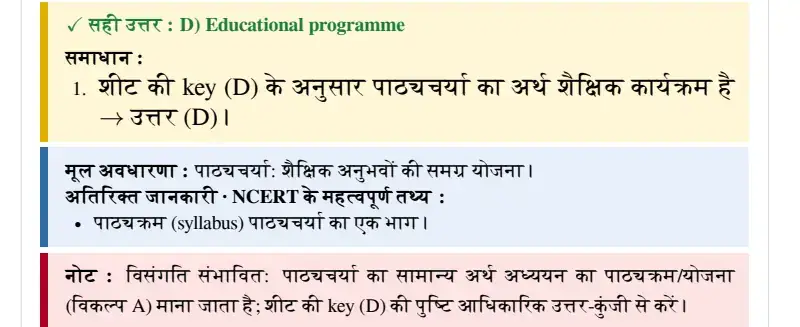 ✓ सही उत्तर : D) Educational programme
समाधान :
1. शीट की key (D) के अनुसार पाठ्यचर्या का अर्थ शैक्षिक कार्यक्रम है
→ उत्तर (D)।
मूल अवधारणा : पाठ्यचर्या: शैक्षिक अनुभवों की समग्र योजना।
अतिरिक्त जानकारी · NCERT के महत्वपूर्ण तथ्य :
• पाठ्यक्रम (syllabus) पाठ्यचर्या का एक भाग।
नोट : विसंगति संभावित: पाठ्यचर्या का सामान्य अर्थ अध्ययन का पाठ्यक्रम/योजना
(विकल्प A) माना जाता है; शीट की key (D) की पुष्टि आधिकारिक उत्तर-कुंजी से करें।